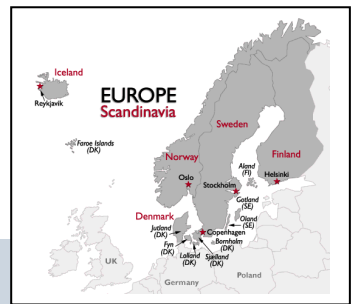 Iceland
Reykjavik
EUROPE
Scandinavia
Sweden
Faroe Islands
(DK)
Norway
Aland
(FI)
Finland
Oslo
Helsinki
Stockholm
Gotland
(SE)
Denmark
Oland
(SE)
Jutland
(DK)
Copenhagen
Bornholm
(DK)
Fyn
(DK)
Lolland
(DK)
Sjælland
(DK)
UK
Germany
Poland